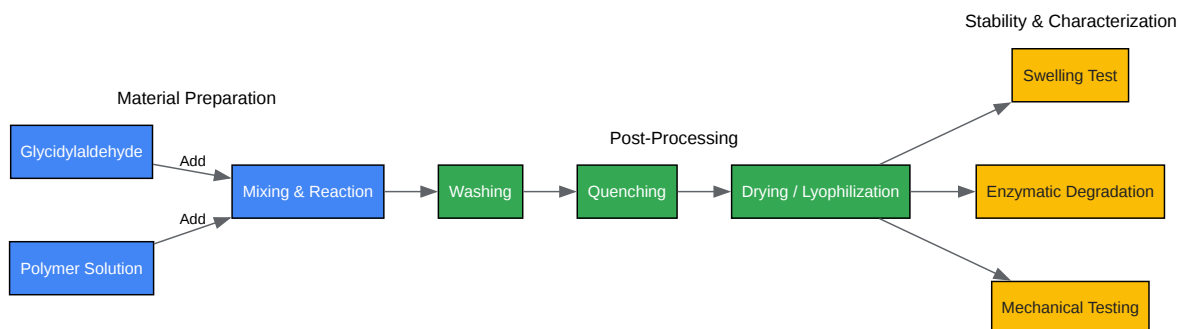 Stability & Characterization
Swelling Test
Material Preparation
Glycidylaldehyde
Add
Post-Processing
Mixing & Reaction
Washing
Quenching
Drying / Lyophilization
Enzymatic Degradation
Add
Polymer Solution
Mechanical Testing